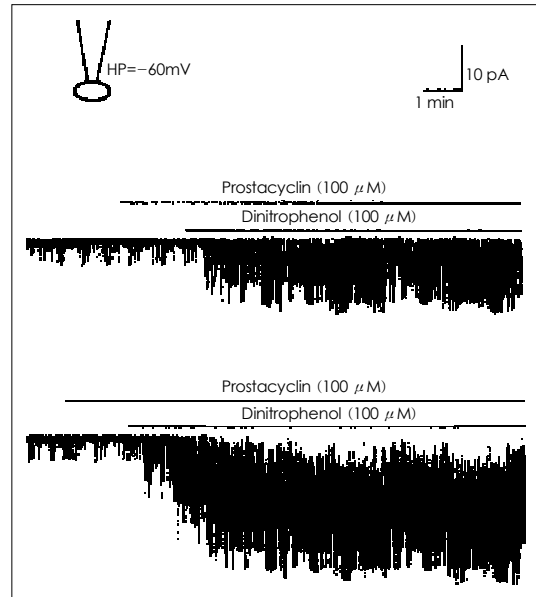 HP=−60mV
10 pA
1 min
Prostacyclin (100 μM)
Dinitrophenol (100 μM)
Prostacyclin (100 μM)
Dinitrophenol (100 μM)